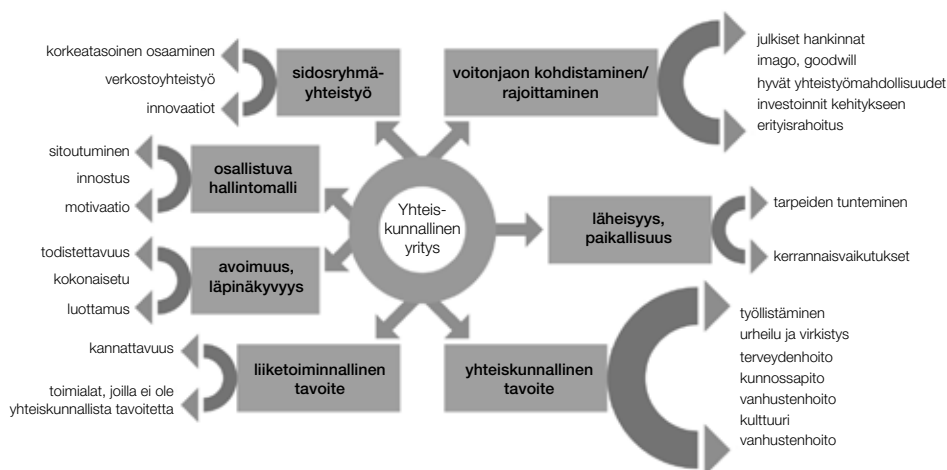 korkeatasoinen osaaminen
verkostoyhteistyö
innovaatiot
sidosryhmä-
yhteistyö
voitonjaon kohdistaminen/
rajoittaminen
julkiset hankinnat
imago, goodwill
hyvät yhteistyömahdollisuudet
investoinnit kehitykseen
erityisrahoitus
sitoutuminen
innostus
motivaatio
osallistuva
hallintomalli
Yhteis-
kunnallinen
yritys
läheisyys,
paikallisuus
tarpeiden tunteminen
kerrannaisvaikutukset
todistettavuus
kokonaisetu
luottamus
avoimuus,
läpinäkyvyys
kannattavuus
toimialat, joilla ei ole
yhteiskunnallista tavoitetta
liiketoiminnallinen
tavoite
yhteiskunnallinen
tavoite
työllistäminen
urheilu ja virkistys
terveydenhoito
kunnossapito
vanhustenhoito
kulttuuri
vanhustenhoito